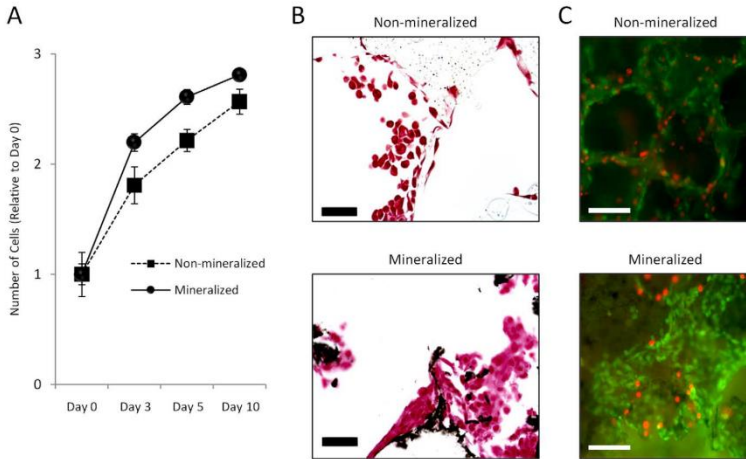 A
Number of Cells (Relative to Day 0)
3
2
1
0
Day 0
Day 3
Day 5
Day 10
Non-mineralized
Mineralized
B
Non-mineralized
Mineralized
C
Non-mineralized
Mineralized